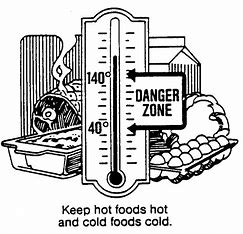 140°
DANGER
ZONE
40°
Keep hot foods hot
and cold foods cold.